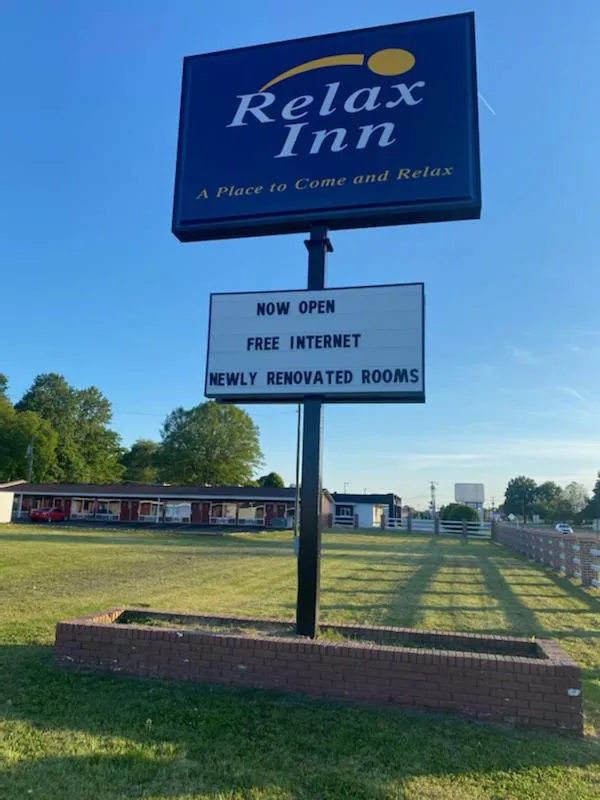 Relax
Inn
A Place to Come and Relax
NOW OPEN
FREE INTERNET
NEWLY RENOVATED ROOMS